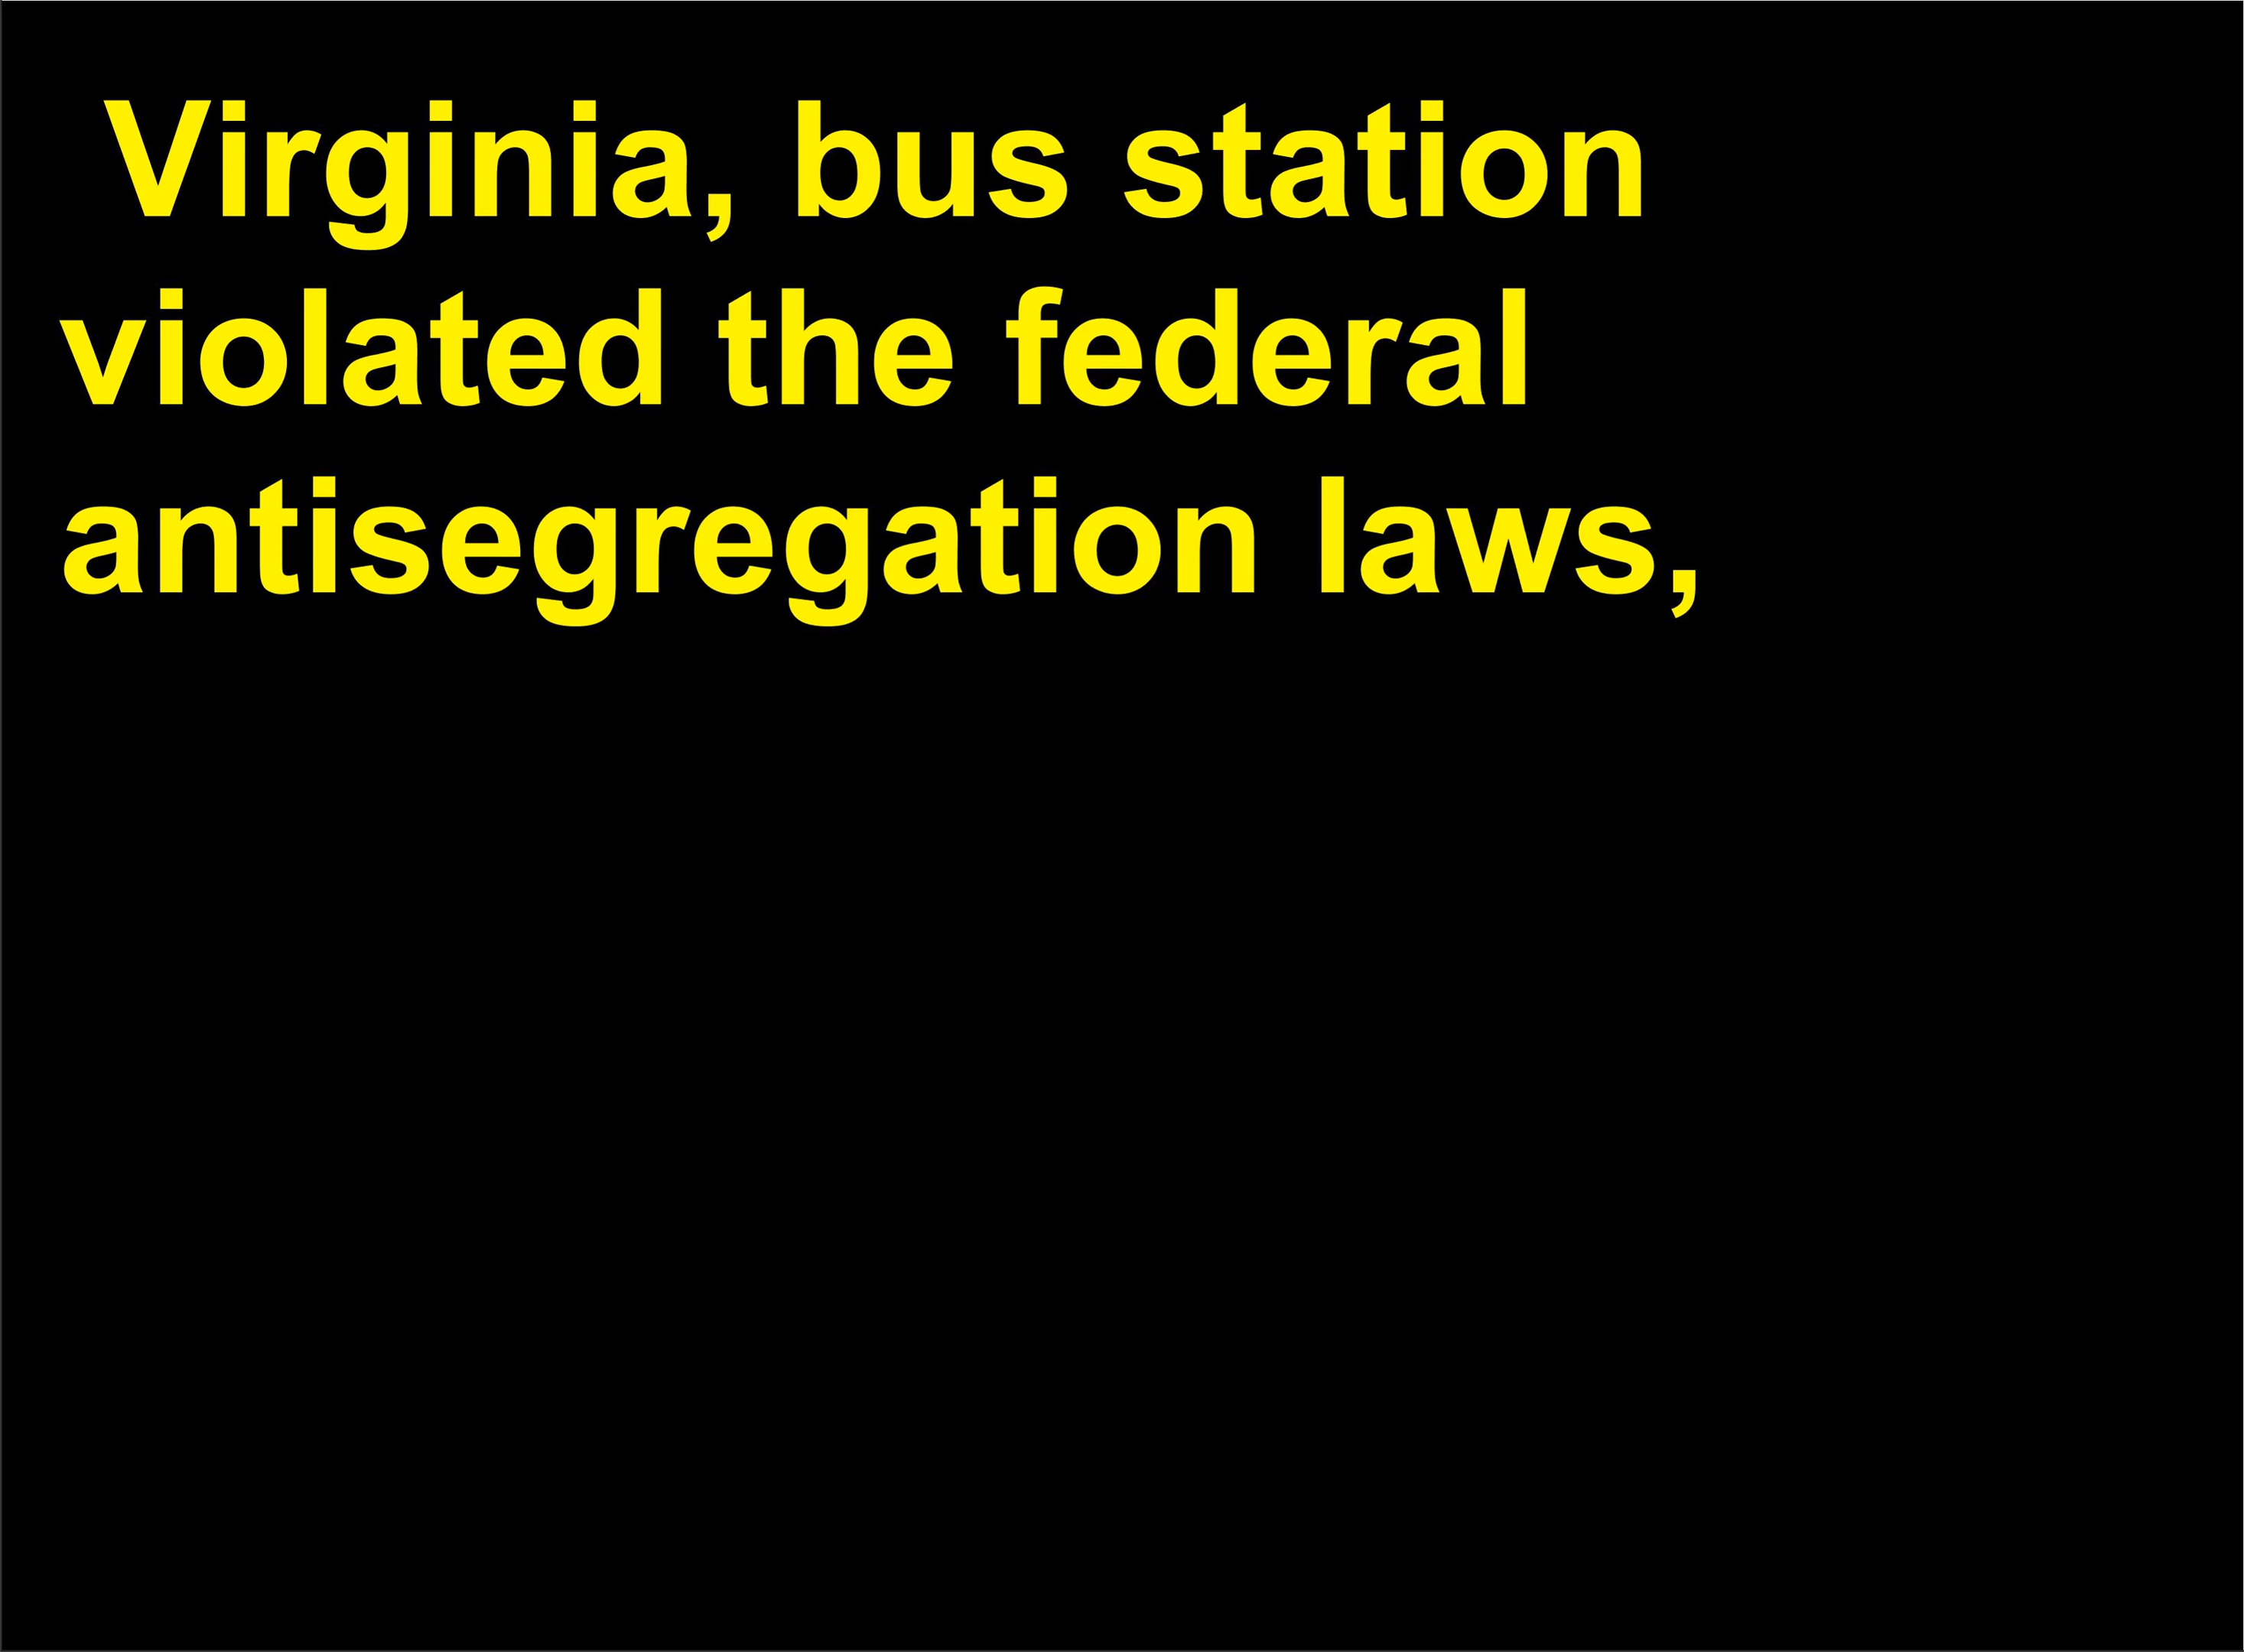 Virginia, bus station
violated the federal
antisegregation laws,